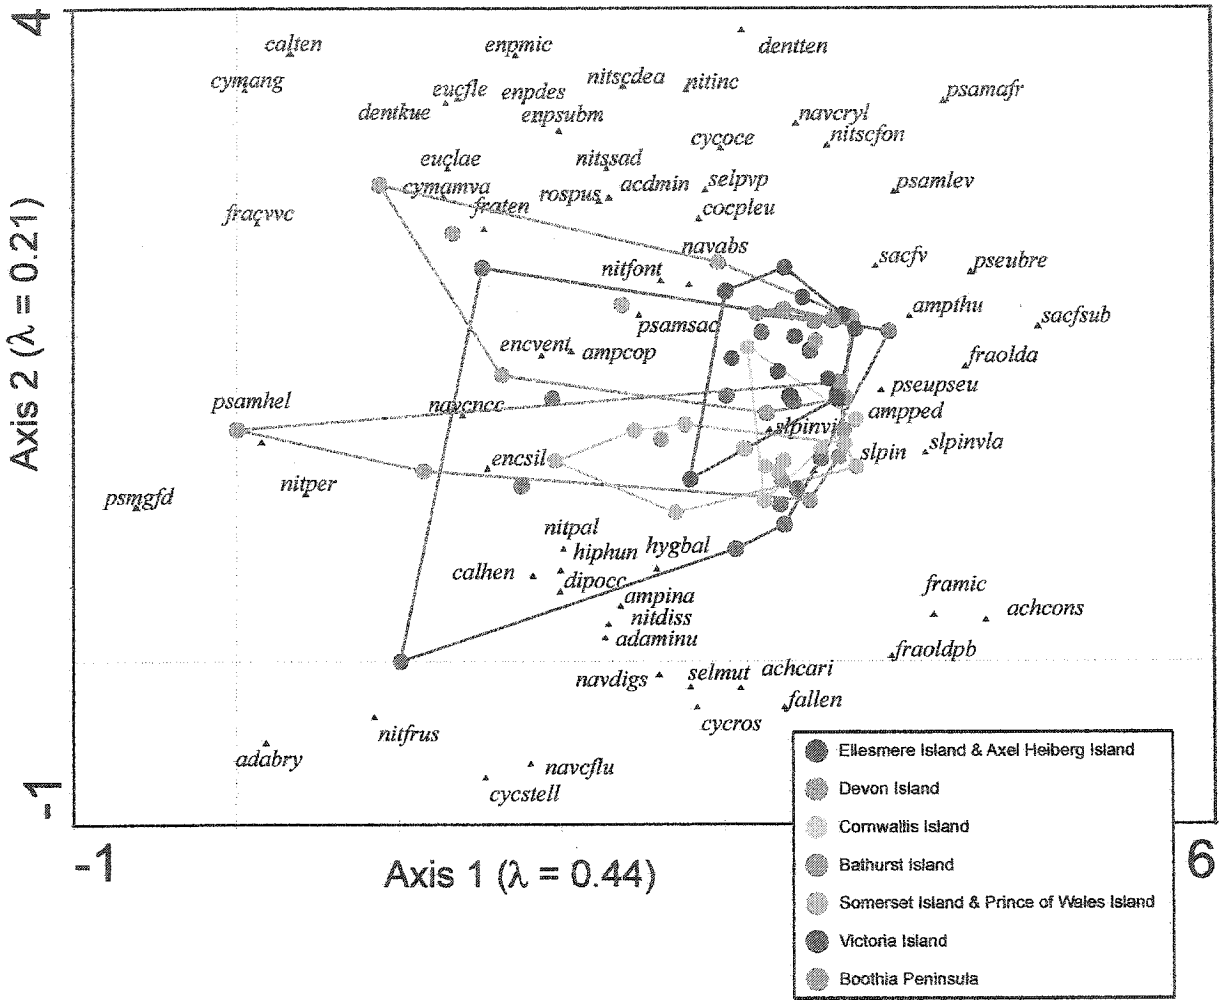 4
calten
enpmic
dentten
cymang
eucfle
enpdes
nitscdea
nitinc
psamafr
dentkue
enpsubm
navcryl
nitscfon
cycoce
euclae
nitssad
cymamva
rospus
acdmin
selpvp
psamlev
fracvvc
fraten
cocpleu
navabs
nitfont
sacfv
pseubre
psamsac
ampthu
sacfsub
encvent
ampcop
fraolda
pseupseu
psamhel
navcncc
slpinvi
ampped
encsil
slpin
slpinvla
psmgfd
nitper
nitpal
hiphun
hygbal
calhen
dipocc
ampina
framic
achcons
nitdiss
adaminu
fraoldpb
navdigs
selmut
achcari
fallen
cycros
nitfrus
adabry
navcflu
cycstell
Axis 2 (λ = 0.21)
-1
-1
Axis 1 (λ = 0.44)
6
Ellesmere Island & Axel Heiberg Island
Devon Island
Cornwallis Island
Bathurst Island
Somerset Island & Prince of Wales Island
Victoria Island
Boothia Peninsula